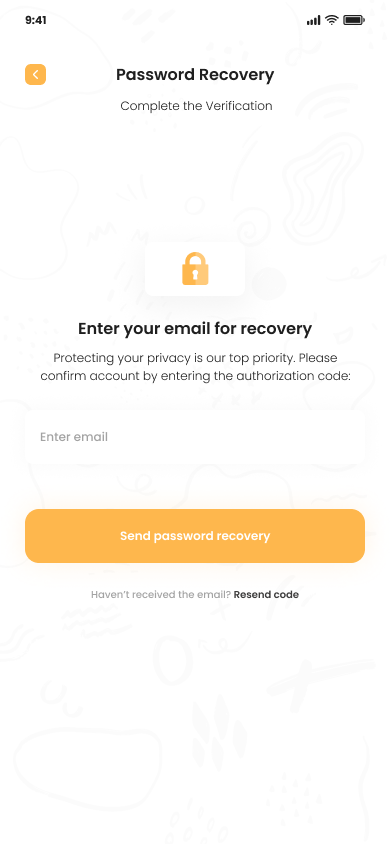 9:41
Password Recovery
Complete the Verification
Enter your email for recovery
Protecting your privacy is our top priority. Please
confirm account by entering the authorization code:
Enter email
Send password recovery
Haven't received the email? Resend code